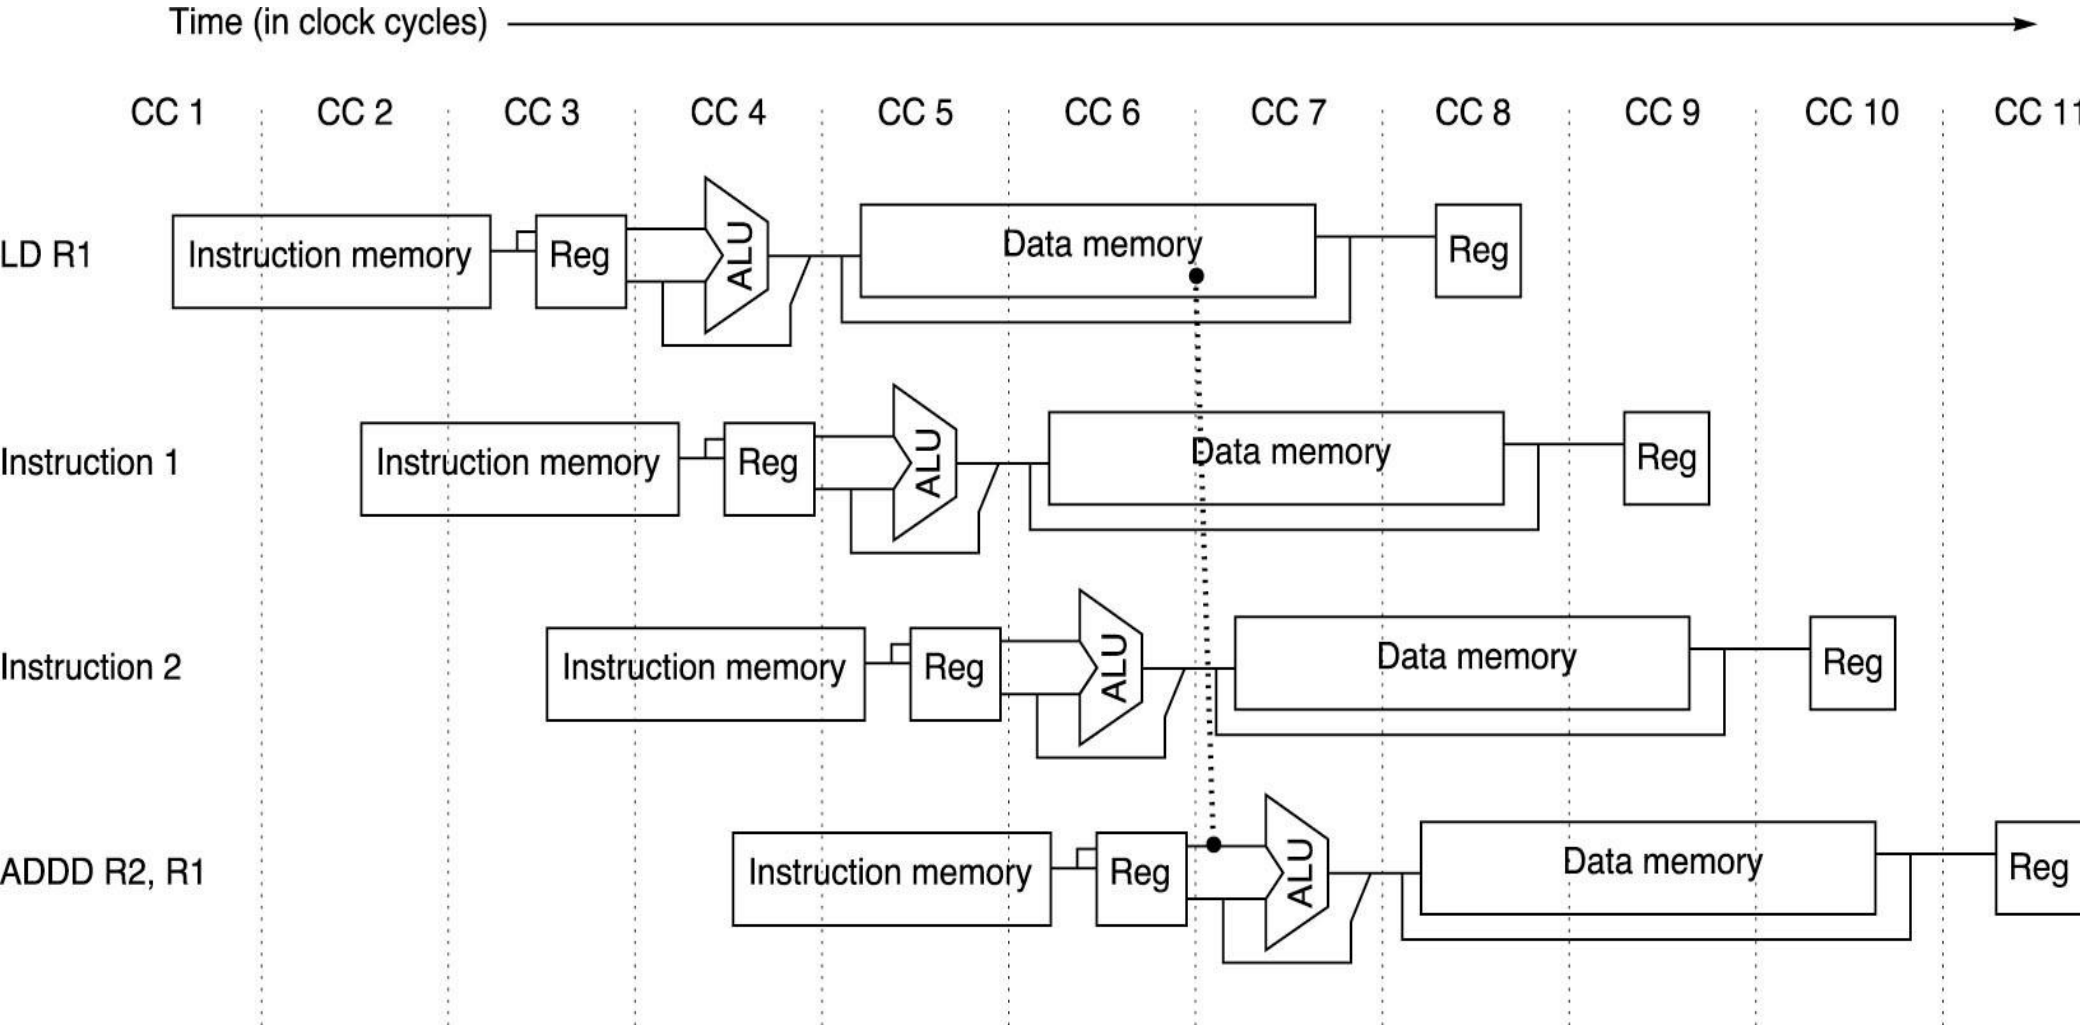 Time (in clock cycles)
CC 1 CC 2 CC 3 CC 4 CC 5 CC 6 CC 7 CC 8 CC 9 CC 10 CC 11
LD R1 Instruction memory Reg ALU Data memory Reg
Instruction 1 Instruction memory Reg ALU Data memory Reg
Instruction 2 Instruction memory Reg ALU Data memory Reg
ADDD R2, R1 Instruction memory Reg ALU Data memory Reg